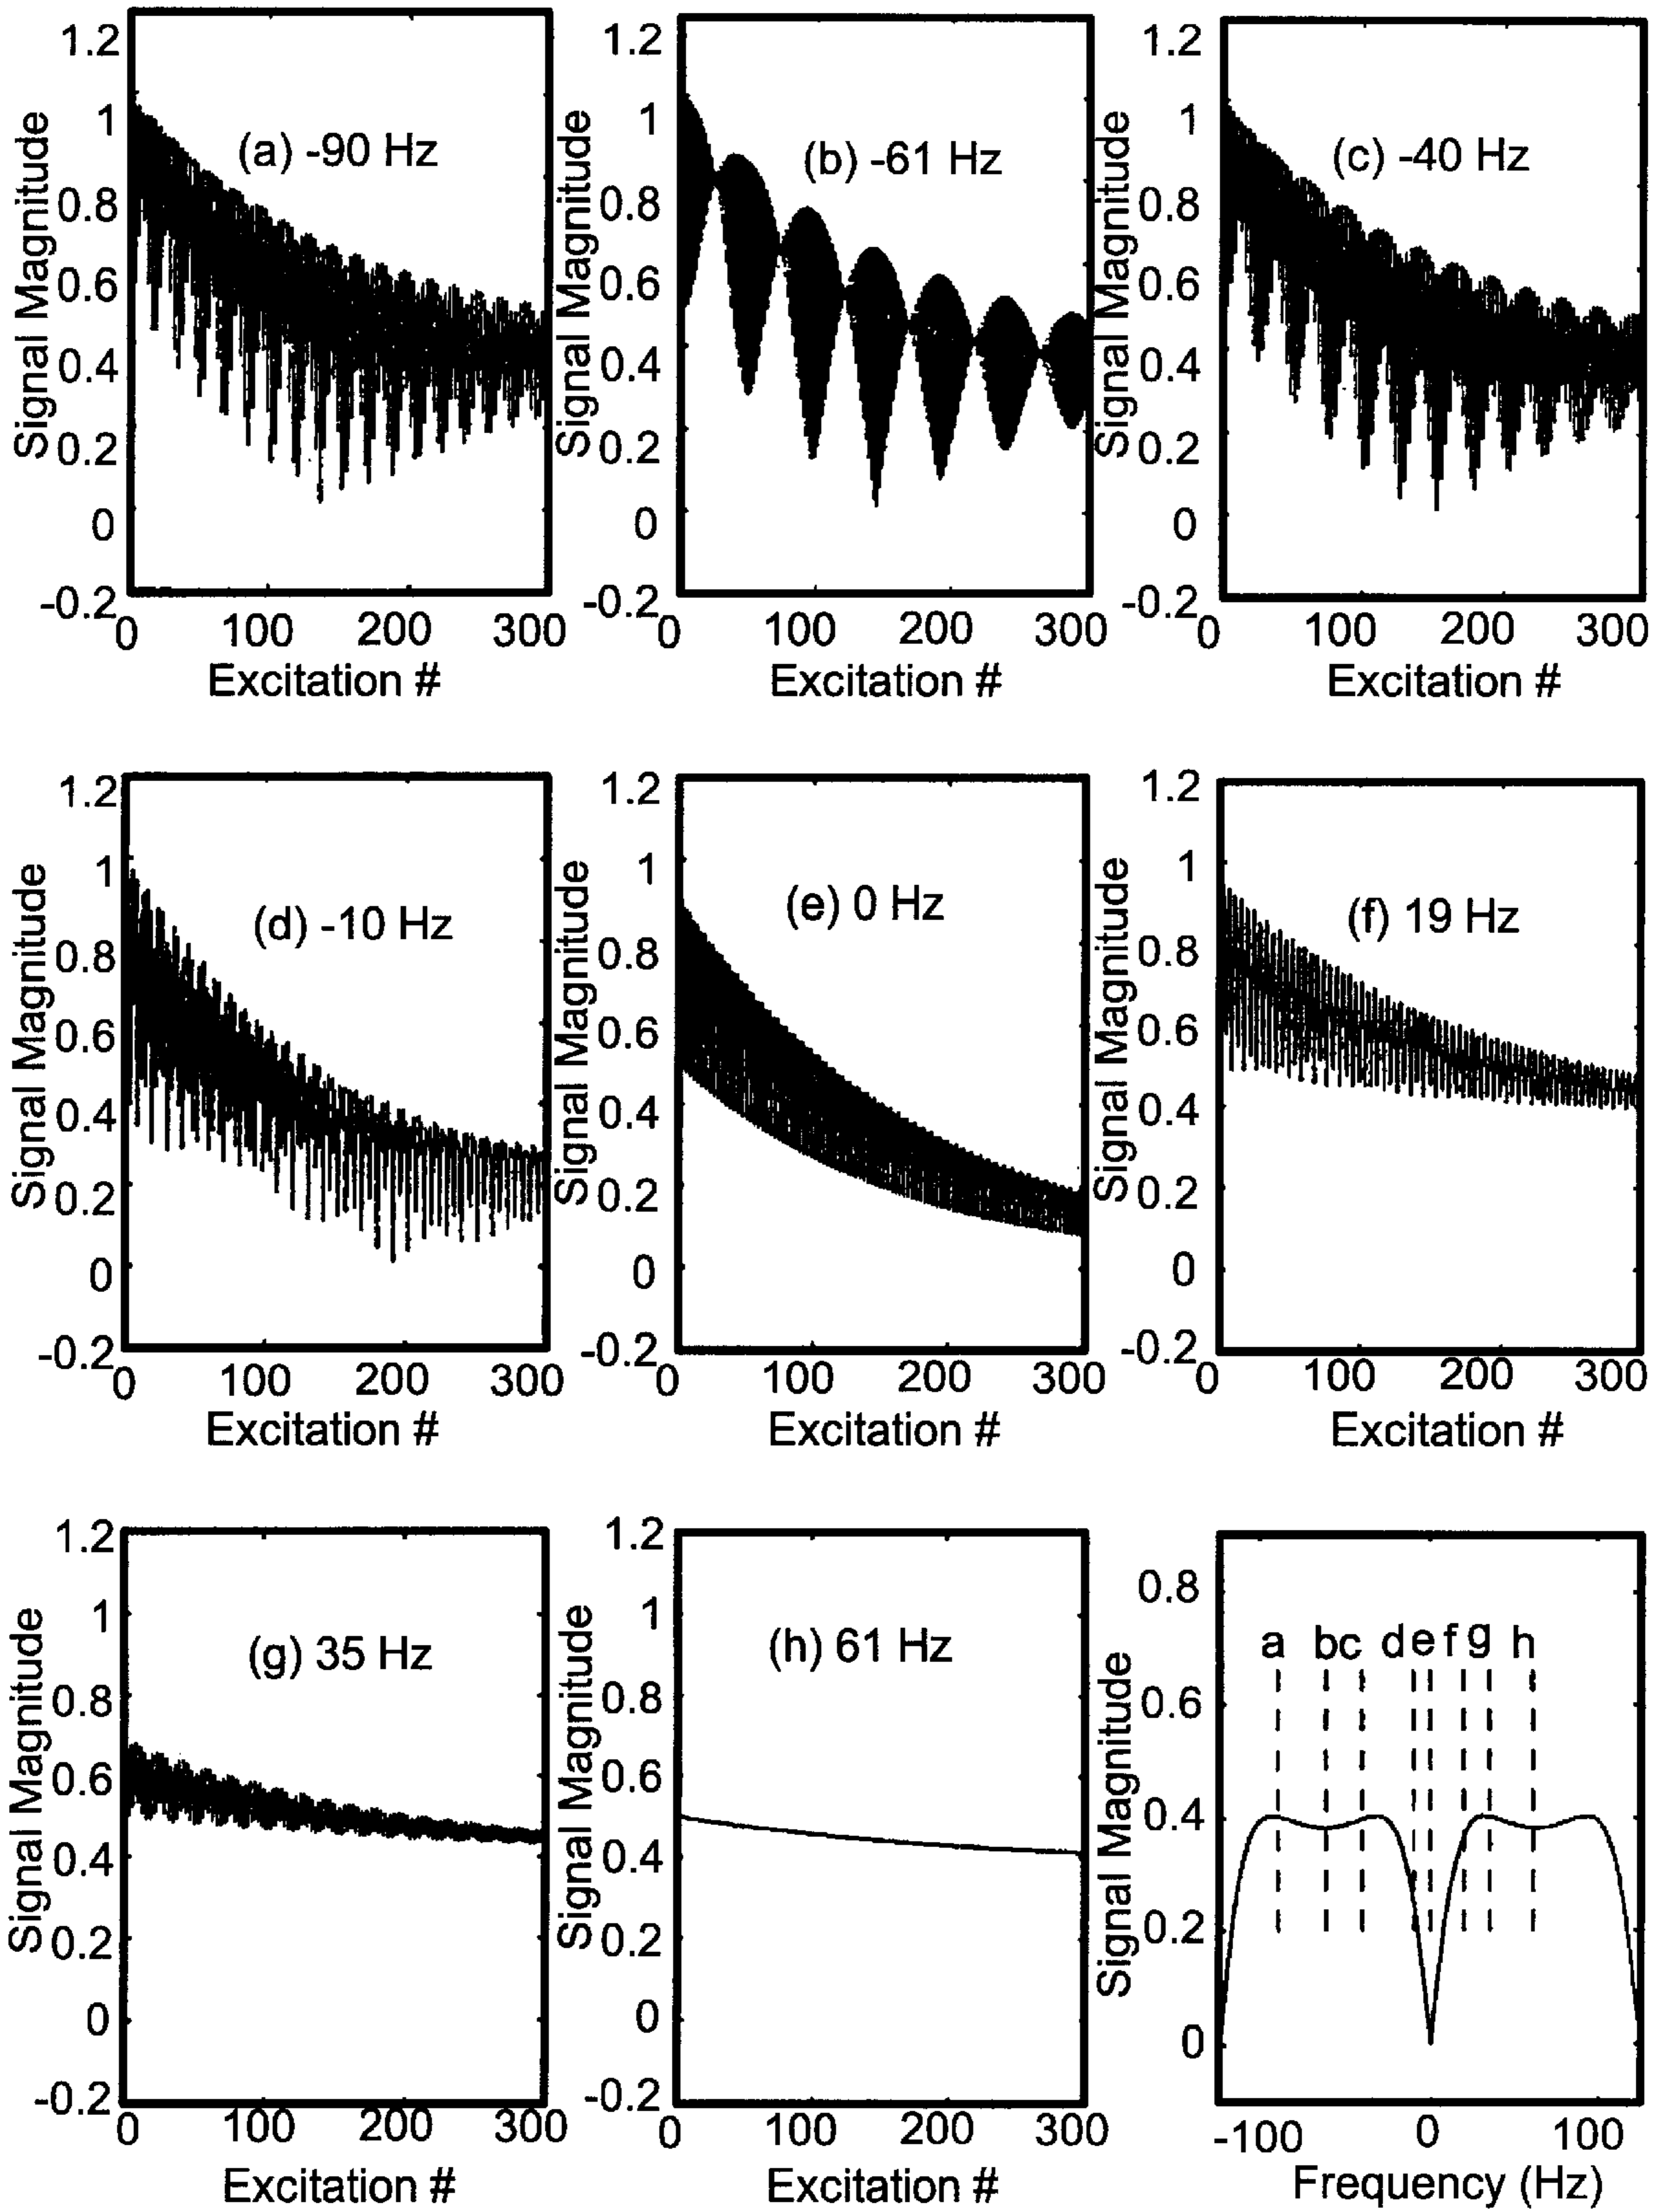 1.2
1
0.8
0.6
0.4
0.2
0
-0.2
0 100 200 300
Signal Magnitude
Excitation #
(a) -90 Hz
1.2
1
0.8
0.6
0.4
0.2
0
-0.2
0 100 200 300
Signal Magnitude
Excitation #
(b) -61 Hz
1.2
1
0.8
0.6
0.4
0.2
0
-0.2
0 100 200 300
Signal Magnitude
Excitation #
(c) -40 Hz
1.2
1
0.8
0.6
0.4
0.2
0
-0.2
0 100 200 300
Signal Magnitude
Excitation #
(d) -10 Hz
1.2
1
0.8
0.6
0.4
0.2
0
-0.2
0 100 200 300
Signal Magnitude
Excitation #
(e) 0 Hz
1.2
1
0.8
0.6
0.4
0.2
0
-0.2
0 100 200 300
Signal Magnitude
Excitation #
(f) 19 Hz
1.2
1
0.8
0.6
0.4
0.2
0
-0.2
0 100 200 300
Signal Magnitude
Excitation #
(g) 35 Hz
1.2
1
0.8
0.6
0.4
0.2
0
-0.2
0 100 200 300
Signal Magnitude
Excitation #
(h) 61 Hz
0.8
0.6
0.4
0.2
0
-100 0 100
Signal Magnitude
Frequency (Hz)
a b c d e f g h